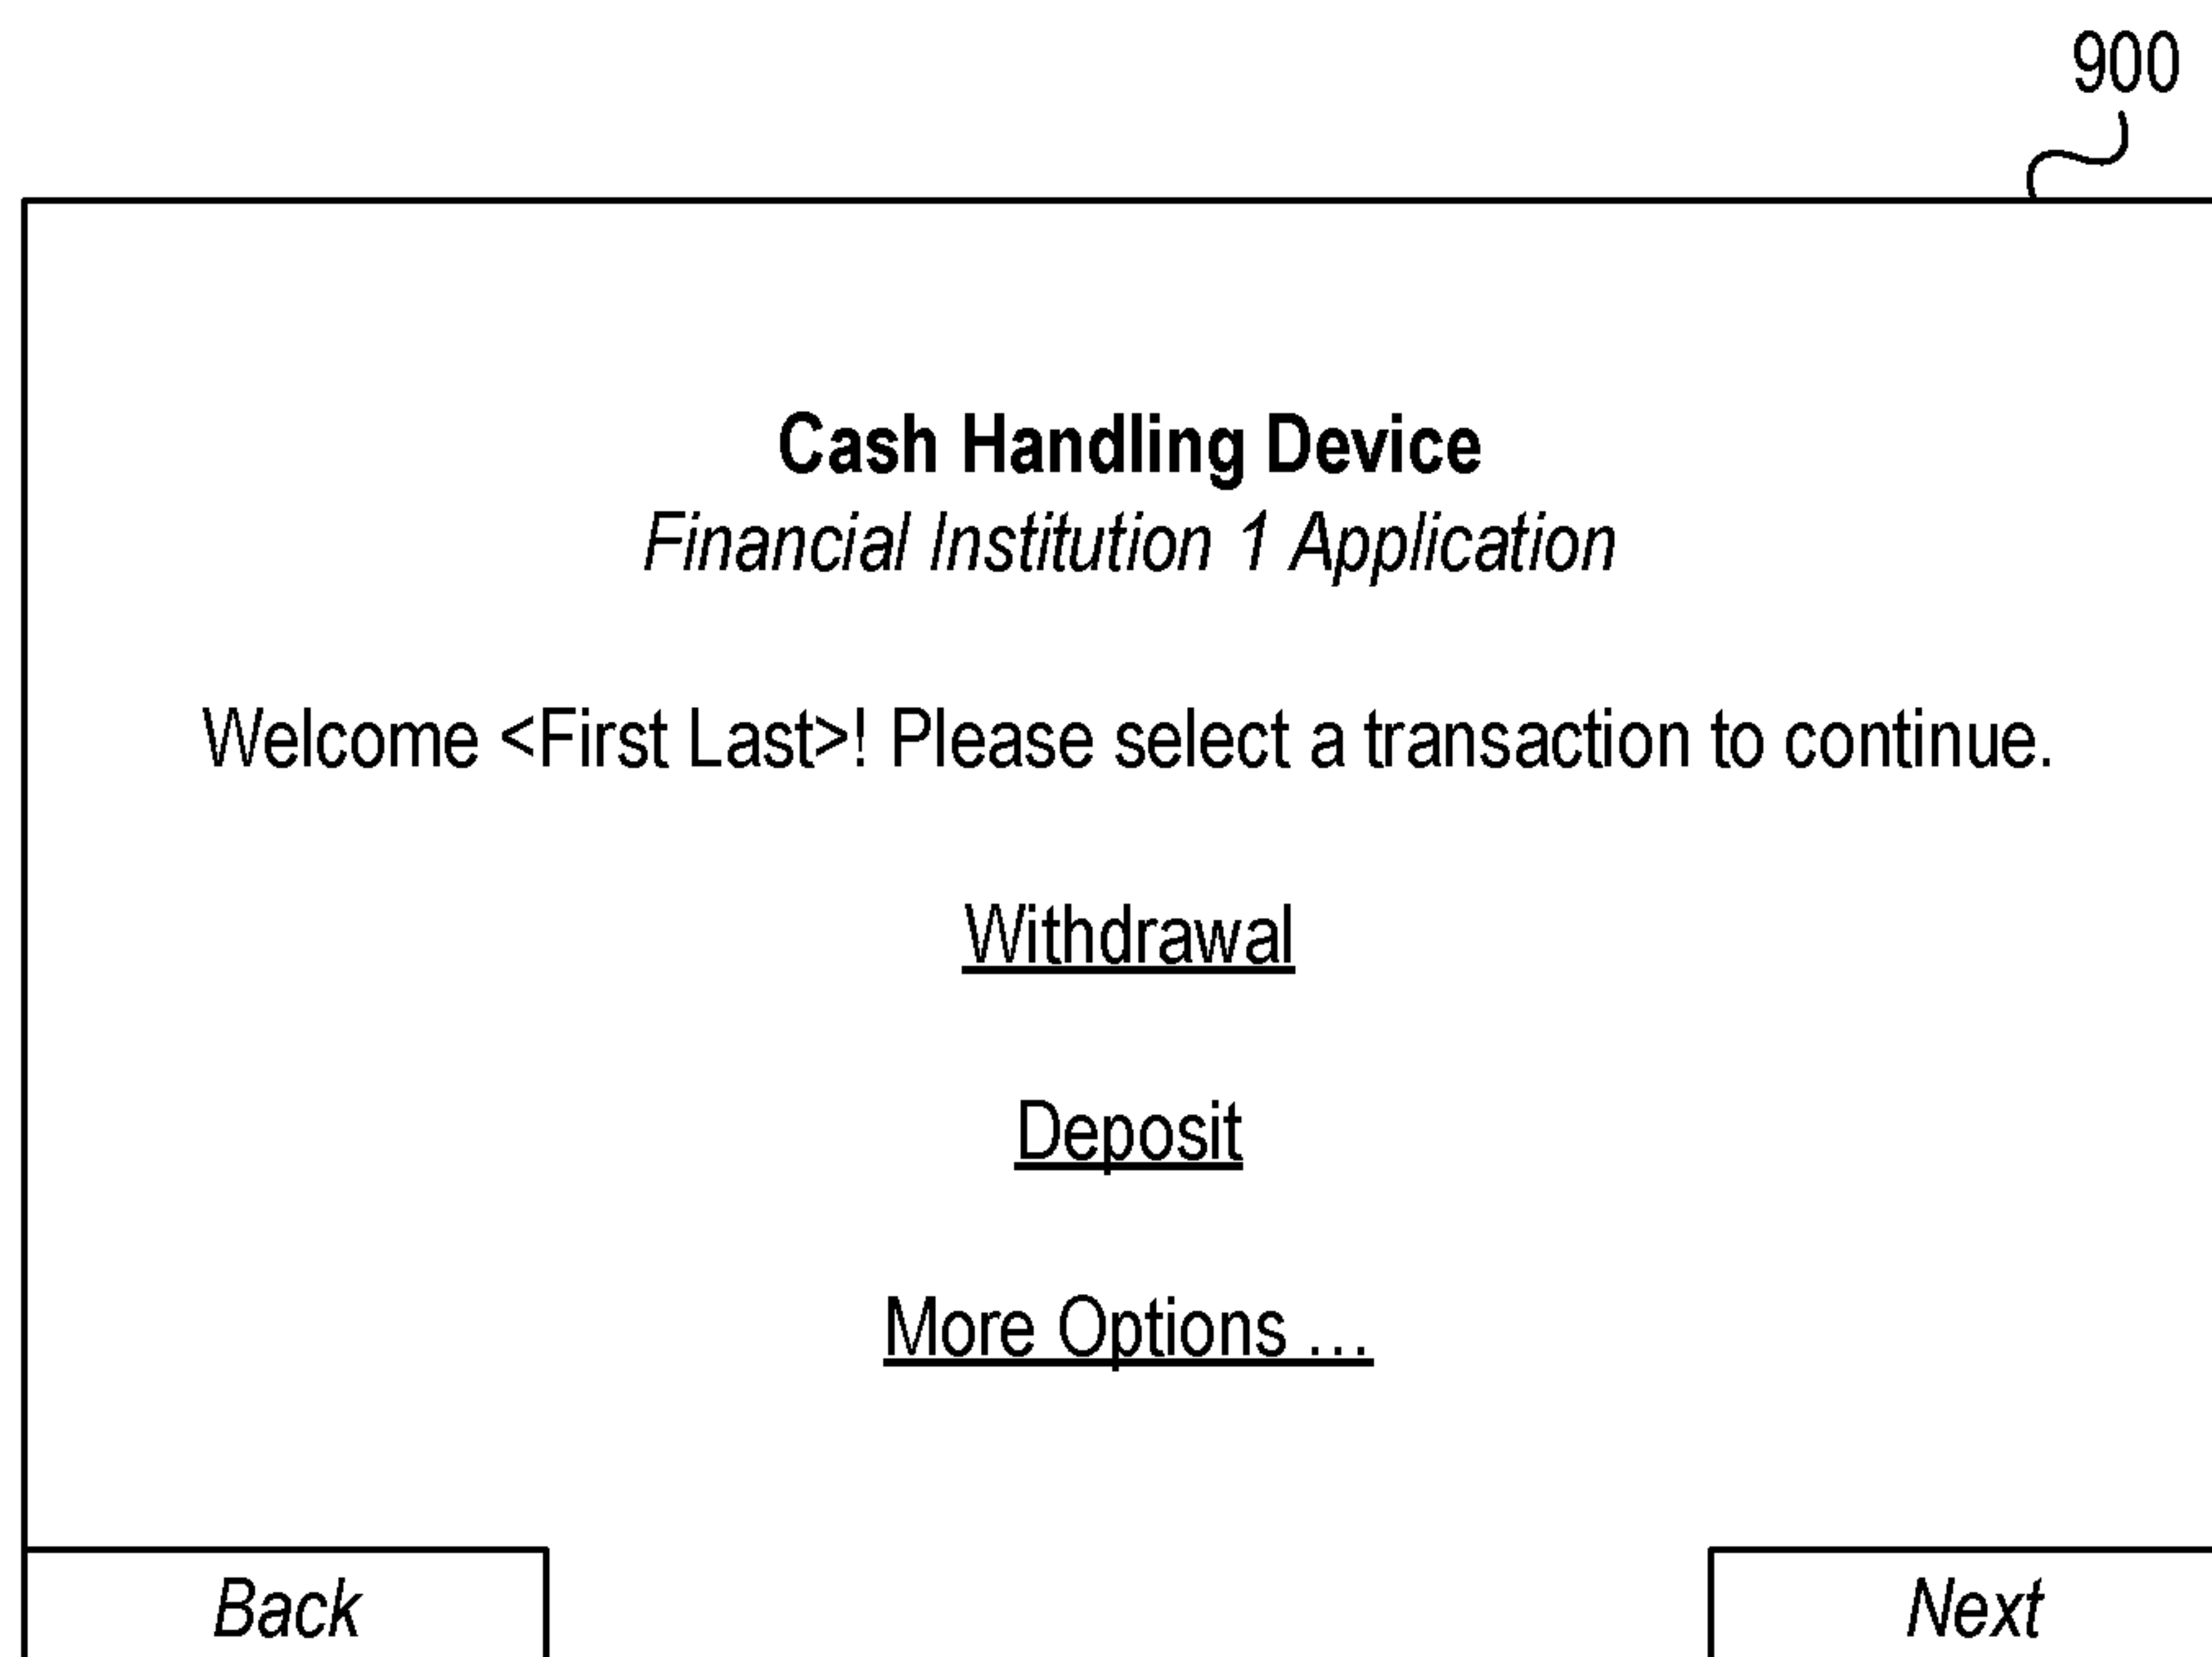 900
Cash Handling Device
Financial Institution 1 Application
Welcome <First Last>! Please select a transaction to continue.
Withdrawal
Deposit
More Options ...
Back
Next